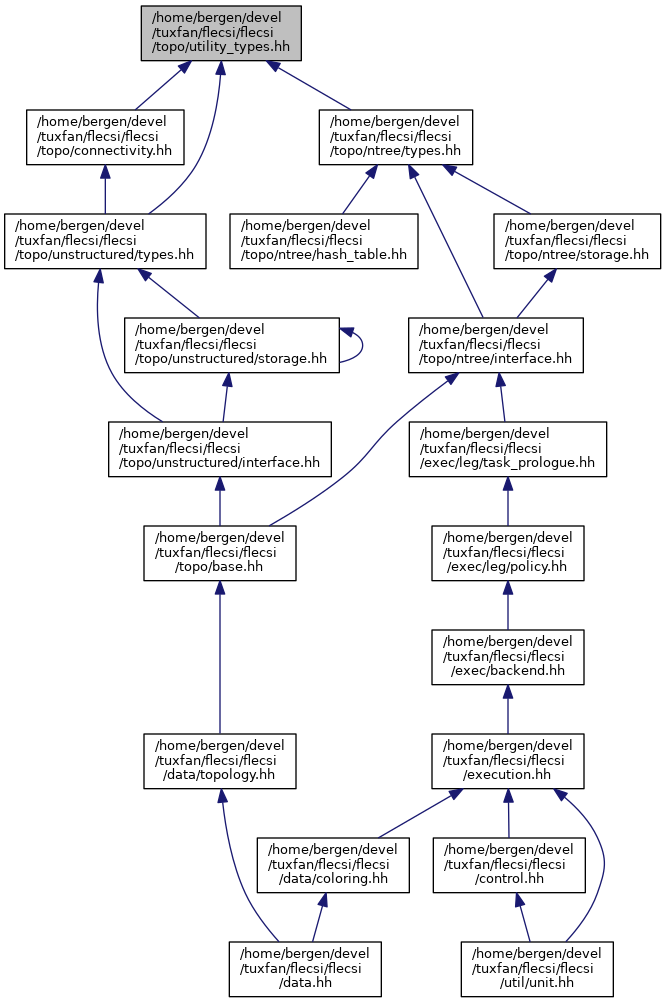 /home/bergen/devel
/tuxfan/flecsi/flecsi
/topo/utility_types.hh
/home/bergen/devel
/tuxfan/flecsi/flecsi
/topo/connectivity.hh
/home/bergen/devel
/tuxfan/flecsi/flecsi
/topo/ntree/types.hh
/home/bergen/devel
/tuxfan/flecsi/flecsi
/topo/unstructured/types.hh
/home/bergen/devel
/tuxfan/flecsi/flecsi
/topo/ntree/hash_table.hh
/home/bergen/devel
/tuxfan/flecsi/flecsi
/topo/ntree/storage.hh
/home/bergen/devel
/tuxfan/flecsi/flecsi
/topo/unstructured/storage.hh
/home/bergen/devel
/tuxfan/flecsi/flecsi
/topo/ntree/interface.hh
/home/bergen/devel
/tuxfan/flecsi/flecsi
/topo/unstructured/interface.hh
/home/bergen/devel
/tuxfan/flecsi/flecsi
/exec/leg/task_prologue.hh
/home/bergen/devel
/tuxfan/flecsi/flecsi
/topo/base.hh
/home/bergen/devel
/tuxfan/flecsi/flecsi
/exec/leg/policy.hh
/home/bergen/devel
/tuxfan/flecsi/flecsi
/exec/backend.hh
/home/bergen/devel
/tuxfan/flecsi/flecsi
/data/topology.hh
/home/bergen/devel
/tuxfan/flecsi/flecsi
/execution.hh
/home/bergen/devel
/tuxfan/flecsi/flecsi
/data/coloring.hh
/home/bergen/devel
/tuxfan/flecsi/flecsi
/control.hh
/home/bergen/devel
/tuxfan/flecsi/flecsi
/data.hh
/home/bergen/devel
/tuxfan/flecsi/flecsi
/util/unit.hh